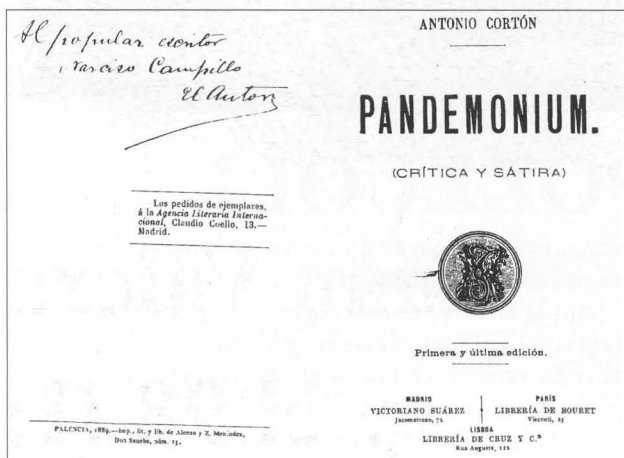 Al popular escritor
Narciso Campillo
El Autor
Los pedidos de ejemplares,
á la Agencia Literaria Interna-
cional, Claudio Coello, 13.—
Madrid.
PALENCIA, 1889.—Imp., lit. y lib. de Alonso y Z. Menéndez,
Don Sancho, núm. 13.
ANTONIO CORTÓN
PANDEMONIUM.
(CRÍTICA Y SÁTIRA)
Primera y última edición.
MADRID
VICTORIANO SUÁREZ
Jacometrezo, 72
PARÍS
LIBRERÍA DE BOURET
Visconti, 23
LISBOA
LIBRERÍA DE CRUZ Y C.ª
Rua Augusta, 112